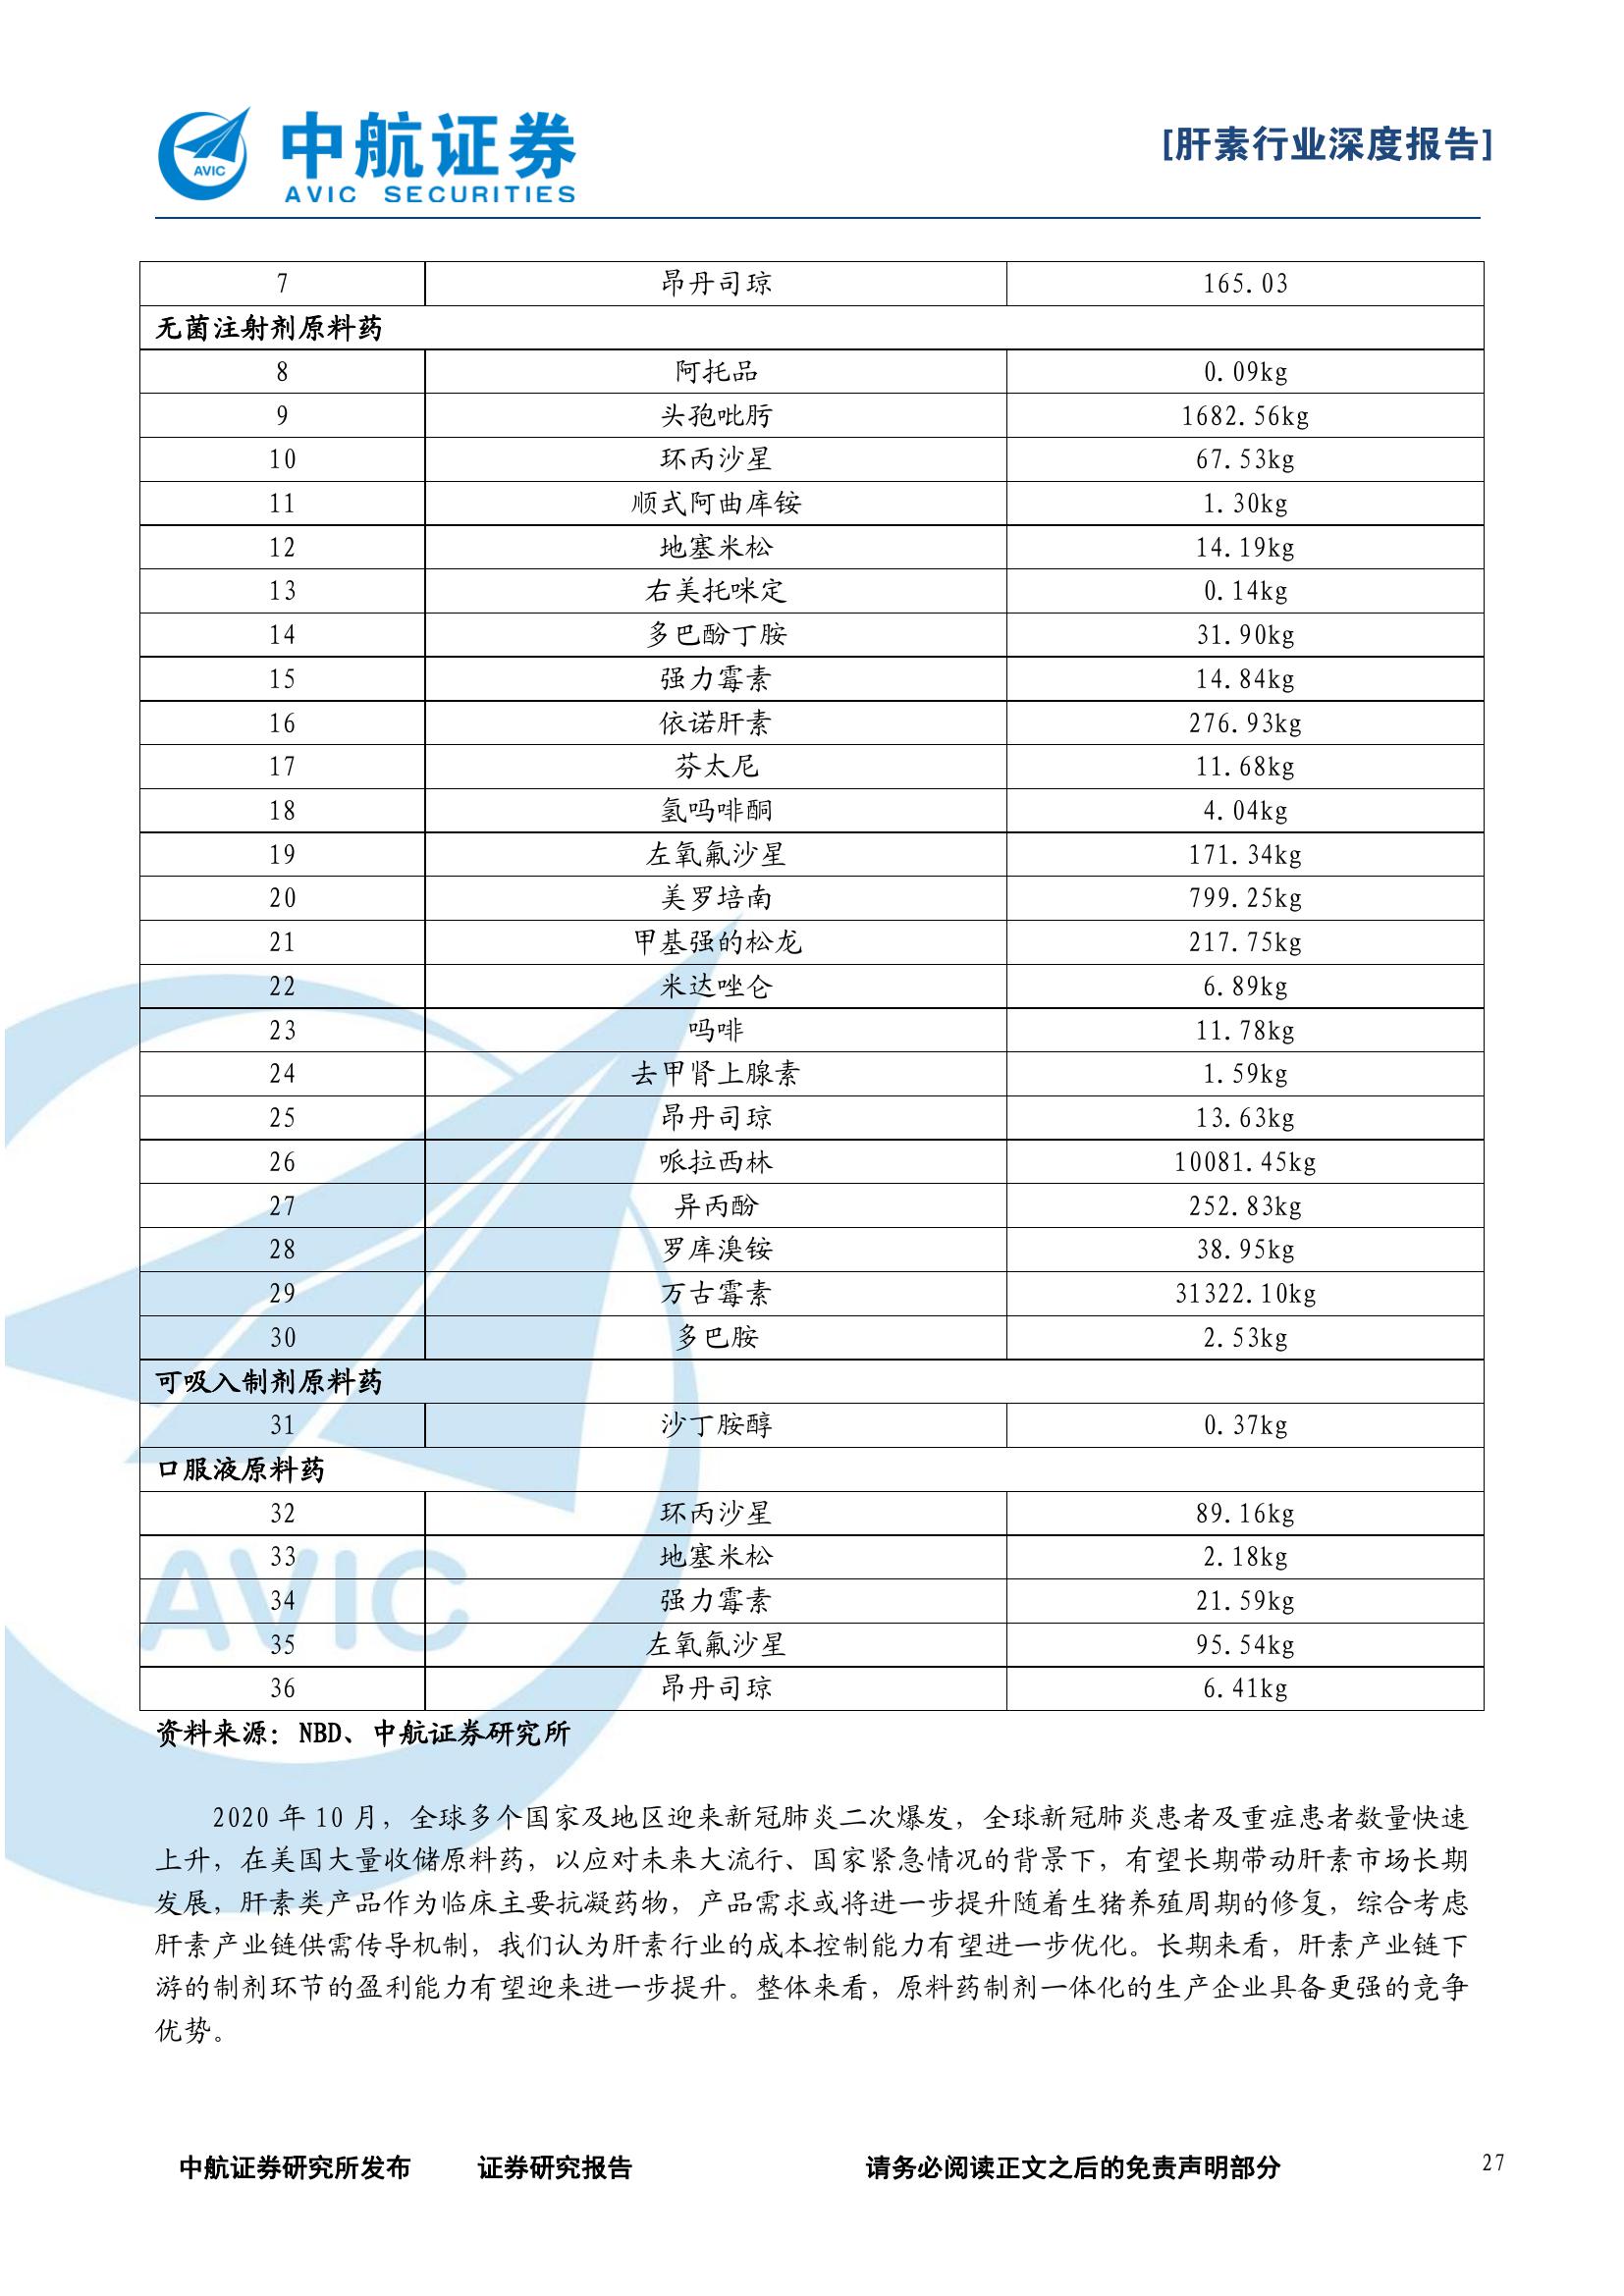 AVIC
中航证券
AVIC SECURITIES
[肝素行业深度报告]
7 昂丹司琼 165.03
无菌注射剂原料药
8 阿托品 0.09kg
9 头孢吡肟 1682.56kg
10 环丙沙星 67.53kg
11 顺式阿曲库铵 1.30kg
12 地塞米松 14.19kg
13 右美托咪定 0.14kg
14 多巴酚丁胺 31.90kg
15 强力霉素 14.84kg
16 依诺肝素 276.93kg
17 芬太尼 11.68kg
18 氢吗啡酮 4.04kg
19 左氧氟沙星 171.34kg
20 美罗培南 799.25kg
21 甲基强的松龙 217.75kg
22 米达唑仑 6.89kg
23 吗啡 11.78kg
24 去甲肾上腺素 1.59kg
25 昂丹司琼 13.63kg
26 哌拉西林 10081.45kg
27 异丙酚 252.83kg
28 罗库溴铵 38.95kg
29 万古霉素 31322.10kg
30 多巴胺 2.53kg
可吸入制剂原料药
31 沙丁胺醇 0.37kg
口服液原料药
32 环丙沙星 89.16kg
33 地塞米松 2.18kg
34 强力霉素 21.59kg
35 左氧氟沙星 95.54kg
36 昂丹司琼 6.41kg
AVIC
资料来源：NBD、中航证券研究所
2020 年 10 月，全球多个国家及地区迎来新冠肺炎二次爆发，全球新冠肺炎患者及重症患者数量快速
上升，在美国大量收储原料药，以应对未来大流行、国家紧急情况的背景下，有望长期带动肝素市场长期
发展，肝素类产品作为临床主要抗凝药物，产品需求或将进一步提升随着生猪养殖周期的修复，综合考虑
肝素产业链供需传导机制，我们认为肝素行业的成本控制能力有望进一步优化。长期来看，肝素产业链下
游的制剂环节的盈利能力有望迎来进一步提升。整体来看，原料药制剂一体化的生产企业具备更强的竞争
优势。
中航证券研究所发布 证券研究报告 请务必阅读正文之后的免责声明部分 27